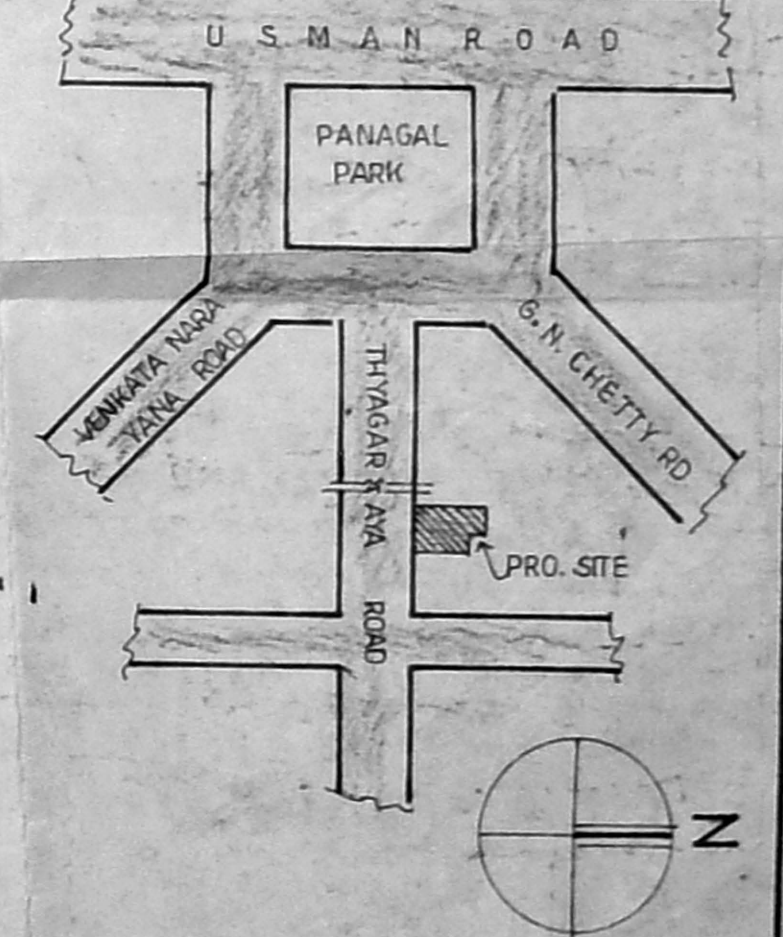 USMAN ROAD
PANAGAL
PARK
VENKATA NARA
YANA ROAD
G. N. CHETTY RD
THYAGARAYA ROAD
PRO. SITE
N